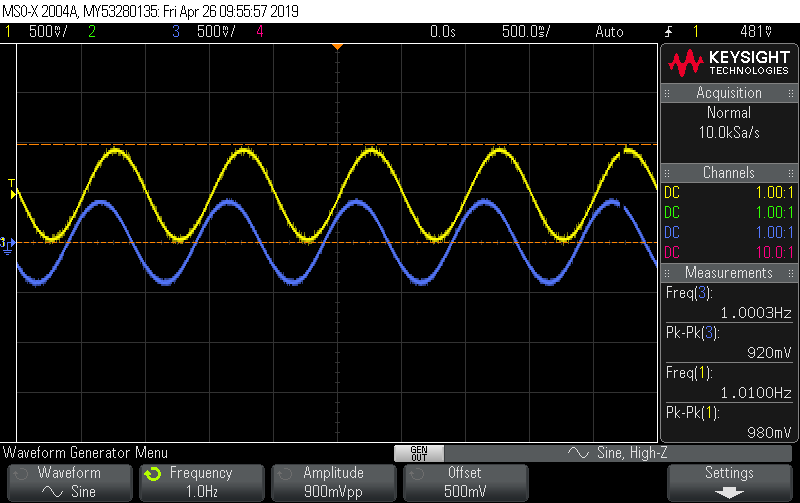 MSO-X 2004A, MY53280135: Fri Apr 26 09:55:57 2019
1 500mV/ 2 3 500mV/ 4 0.0s 500.0ms/ Auto 1 481mV
KEYSIGHT
TECHNOLOGIES
Acquisition
Normal
10.0kSa/s
Channels
DC 1.00:1
DC 1.00:1
DC 1.00:1
DC 10.0:1
Measurements
Freq(3):
1.0003Hz
Pk-Pk(3):
920mV
Freq(1):
1.0100Hz
Pk-Pk(1):
980mV
T
3
Waveform Generator Menu
GEN
OUT
Sine, High-Z
Waveform
Sine
Frequency
1.0Hz
Amplitude
900mVpp
Offset
500mV
Settings